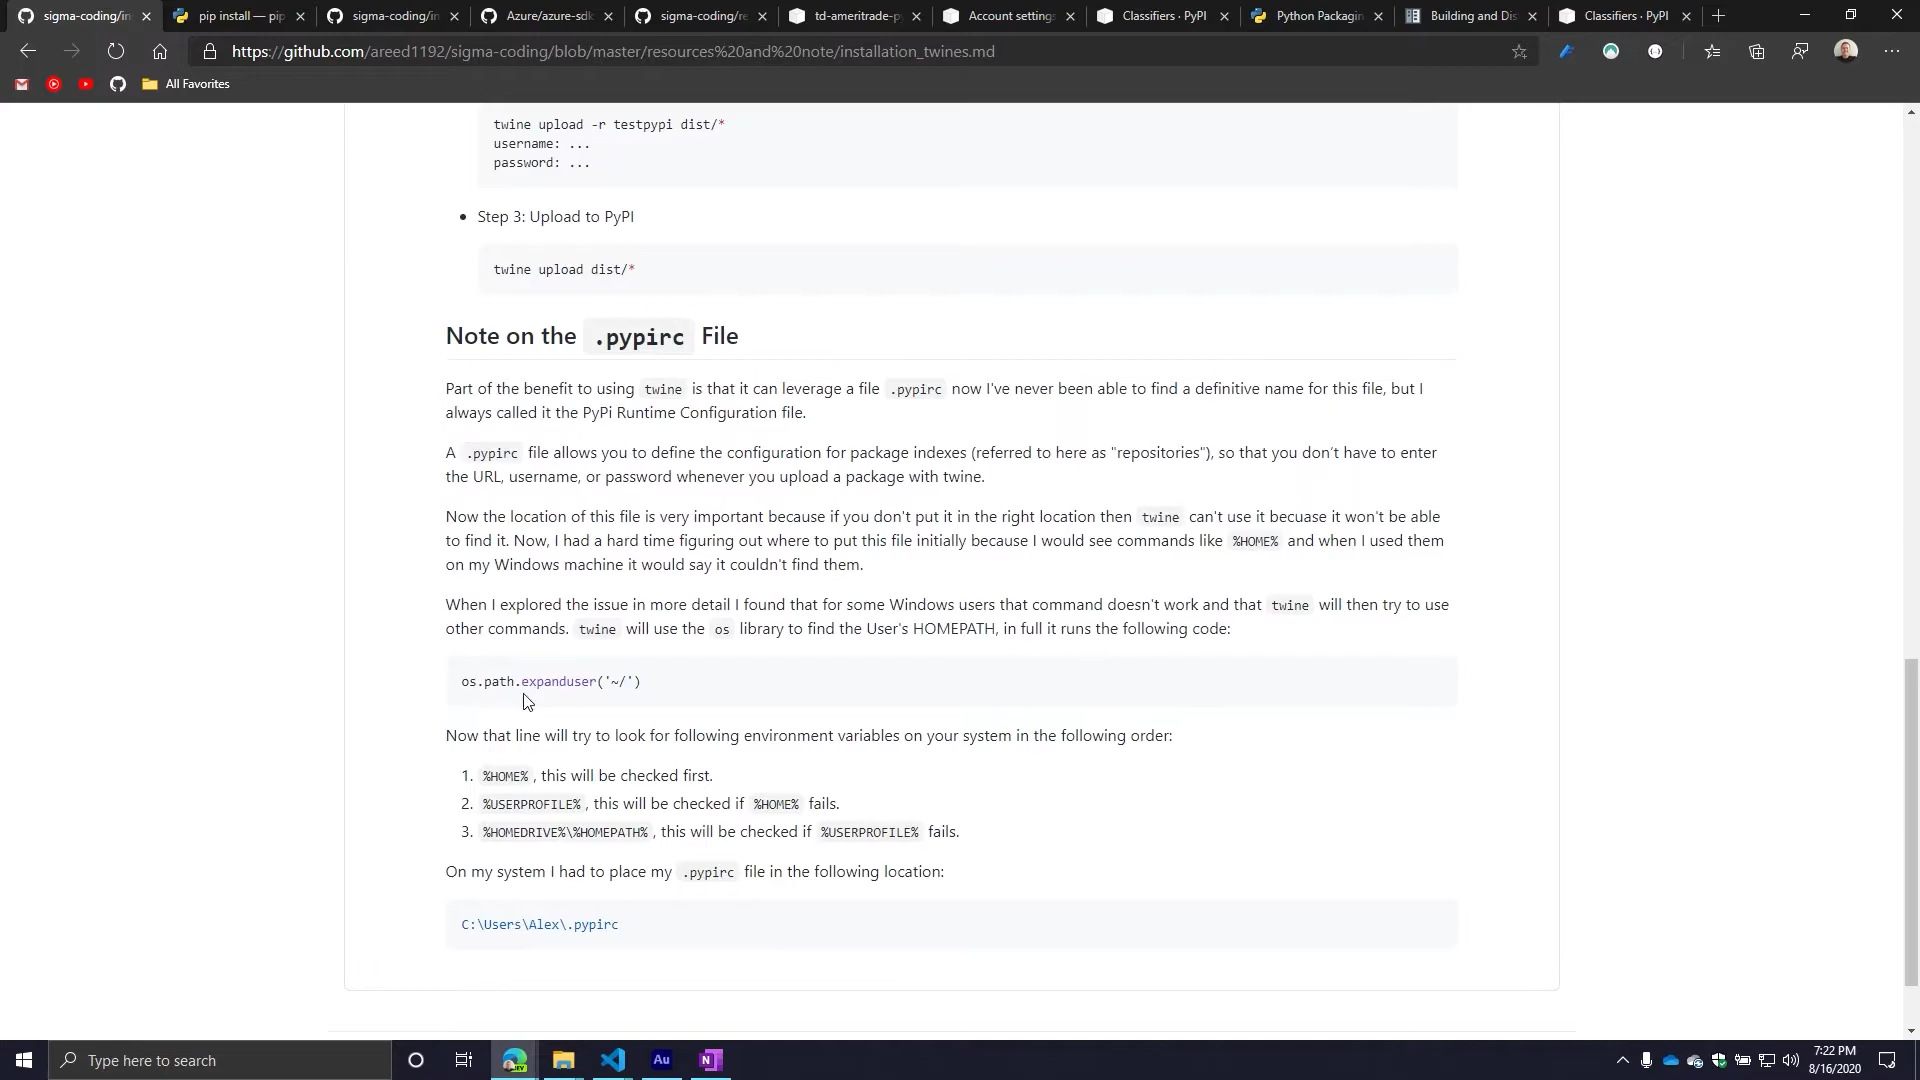 sigma-coding/in
pip install — pip
sigma-coding/in
Azure/azure-sdk
sigma-coding/re
td-ameritrade-p
Account settings
Classifiers · PyPI
Python Packagin
Building and Dis
Classifiers · PyPI
https://github.com/areed1192/sigma-coding/blob/master/resources%20and%20note/installation_twines.md
All Favorites
twine upload -r testpypi dist/*
username: ...
password: ...
Step 3: Upload to PyPI
twine upload dist/*
Note on the .pypirc File
Part of the benefit to using twine is that it can leverage a file .pypirc now I've never been able to find a definitive name for this file, but I
always called it the PyPi Runtime Configuration file.
A .pypirc file allows you to define the configuration for package indexes (referred to here as "repositories"), so that you don't have to enter
the URL, username, or password whenever you upload a package with twine.
Now the location of this file is very important because if you don't put it in the right location then twine can't use it becuase it won't be able
to find it. Now, I had a hard time figuring out where to put this file initially because I would see commands like %HOME% and when I used them
on my Windows machine it would say it couldn't find them.
When I explored the issue in more detail I found that for some Windows users that command doesn't work and that twine will then try to use
other commands. twine will use the os library to find the User's HOMEPATH, in full it runs the following code:
os.path.expanduser('~/')
Now that line will try to look for following environment variables on your system in the following order:
1. %HOME% , this will be checked first.
2. %USERPROFILE% , this will be checked if %HOME% fails.
3. %HOMEDRIVE%\%HOMEPATH% , this will be checked if %USERPROFILE% fails.
On my system I had to place my .pypirc file in the following location:
C:\Users\Alex\.pypirc
Type here to search
Au
N
7:22 PM
8/16/2020